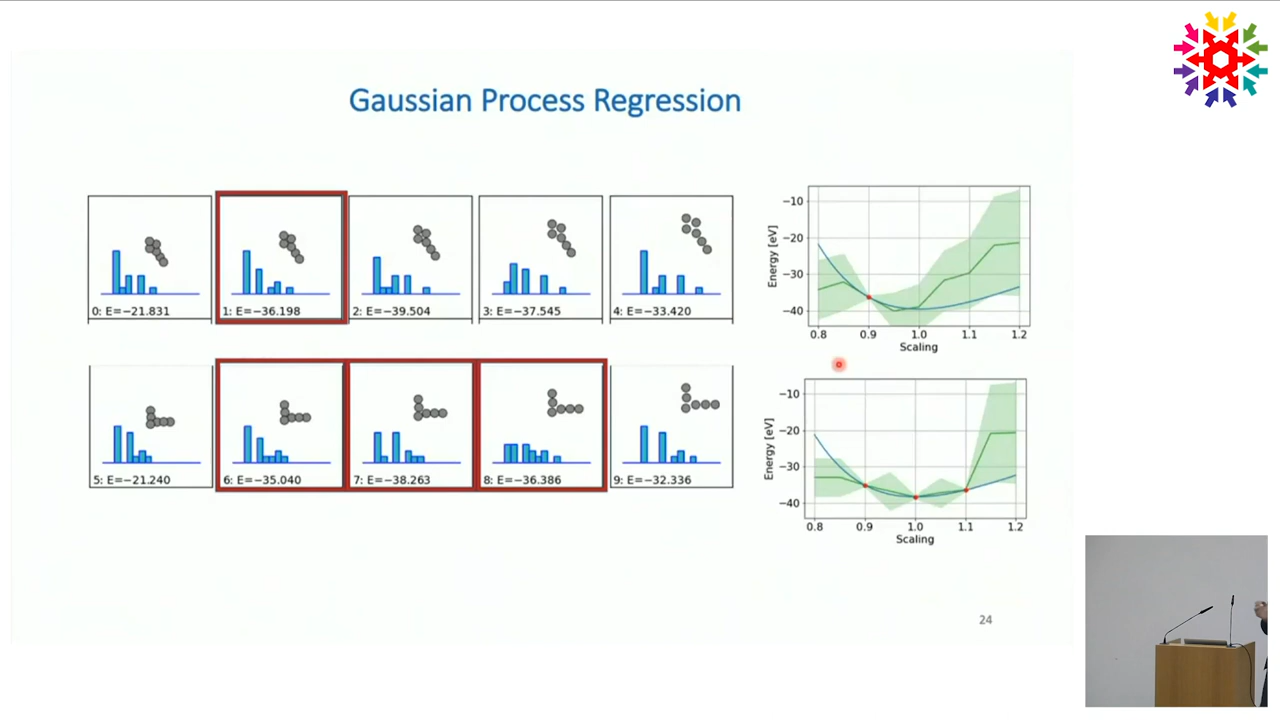 Gaussian Process Regression
0: E=−21.831
1: E=−36.198
2: E=−39.504
3: E=−37.545
4: E=−33.420
−10
−20
−30
−40
Energy [eV]
0.8 0.9 1.0 1.1 1.2
Scaling
5: E=−21.240
6: E=−35.040
7: E=−38.263
8: E=−36.386
9: E=−32.336
−10
−20
−30
−40
Energy [eV]
0.8 0.9 1.0 1.1 1.2
Scaling
24